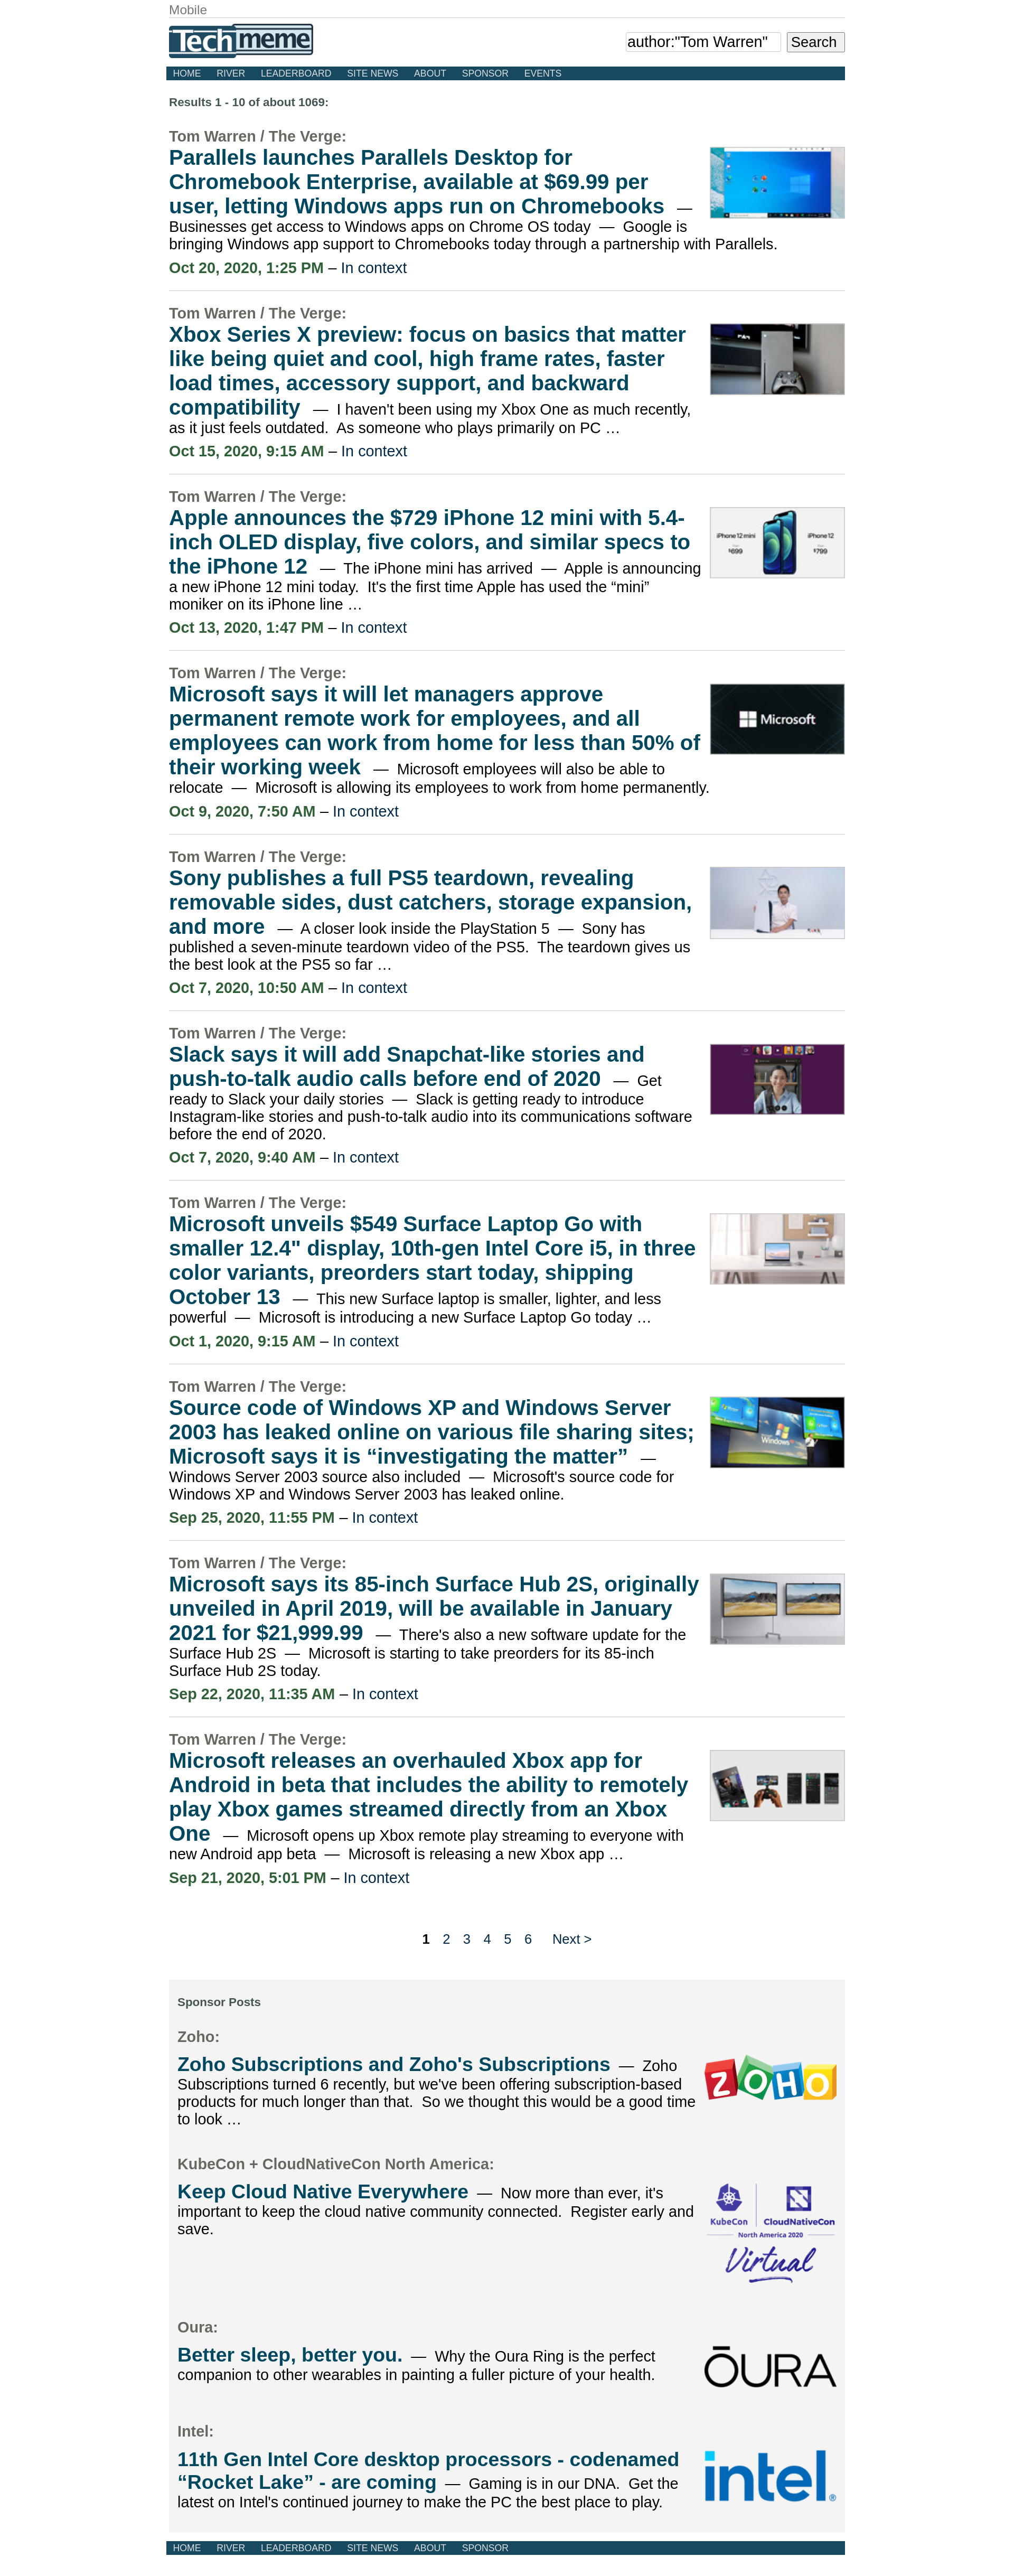 Mobile
Techmeme
author:"Tom Warren"
Search
HOME RIVER LEADERBOARD SITE NEWS ABOUT SPONSOR EVENTS
Results 1 - 10 of about 1069:
Tom Warren / The Verge:
Parallels launches Parallels Desktop for
Chromebook Enterprise, available at $69.99 per
user, letting Windows apps run on Chromebooks —
Businesses get access to Windows apps on Chrome OS today — Google is
bringing Windows app support to Chromebooks today through a partnership with Parallels.
Oct 20, 2020, 1:25 PM – In context
Tom Warren / The Verge:
Xbox Series X preview: focus on basics that matter
like being quiet and cool, high frame rates, faster
load times, accessory support, and backward
compatibility — I haven't been using my Xbox One as much recently,
as it just feels outdated. As someone who plays primarily on PC …
Oct 15, 2020, 9:15 AM – In context
Tom Warren / The Verge:
Apple announces the $729 iPhone 12 mini with 5.4-
inch OLED display, five colors, and similar specs to
the iPhone 12 — The iPhone mini has arrived — Apple is announcing
a new iPhone 12 mini today. It's the first time Apple has used the “mini”
moniker on its iPhone line …
iPhone 12 mini
$699
iPhone 12
$799
Oct 13, 2020, 1:47 PM – In context
Tom Warren / The Verge:
Microsoft says it will let managers approve
permanent remote work for employees, and all
employees can work from home for less than 50% of
their working week — Microsoft employees will also be able to
relocate — Microsoft is allowing its employees to work from home permanently.
Microsoft
Oct 9, 2020, 7:50 AM – In context
Tom Warren / The Verge:
Sony publishes a full PS5 teardown, revealing
removable sides, dust catchers, storage expansion,
and more — A closer look inside the PlayStation 5 — Sony has
published a seven-minute teardown video of the PS5. The teardown gives us
the best look at the PS5 so far …
Oct 7, 2020, 10:50 AM – In context
Tom Warren / The Verge:
Slack says it will add Snapchat-like stories and
push-to-talk audio calls before end of 2020 — Get
ready to Slack your daily stories — Slack is getting ready to introduce
Instagram-like stories and push-to-talk audio into its communications software
before the end of 2020.
Oct 7, 2020, 9:40 AM – In context
Tom Warren / The Verge:
Microsoft unveils $549 Surface Laptop Go with
smaller 12.4" display, 10th-gen Intel Core i5, in three
color variants, preorders start today, shipping
October 13 — This new Surface laptop is smaller, lighter, and less
powerful — Microsoft is introducing a new Surface Laptop Go today …
Oct 1, 2020, 9:15 AM – In context
Tom Warren / The Verge:
Source code of Windows XP and Windows Server
2003 has leaked online on various file sharing sites;
Microsoft says it is “investigating the matter” —
Windows Server 2003 source also included — Microsoft's source code for
Windows XP and Windows Server 2003 has leaked online.
Windows
Sep 25, 2020, 11:55 PM – In context
Tom Warren / The Verge:
Microsoft says its 85-inch Surface Hub 2S, originally
unveiled in April 2019, will be available in January
2021 for $21,999.99 — There's also a new software update for the
Surface Hub 2S — Microsoft is starting to take preorders for its 85-inch
Surface Hub 2S today.
Sep 22, 2020, 11:35 AM – In context
Tom Warren / The Verge:
Microsoft releases an overhauled Xbox app for
Android in beta that includes the ability to remotely
play Xbox games streamed directly from an Xbox
One — Microsoft opens up Xbox remote play streaming to everyone with
new Android app beta — Microsoft is releasing a new Xbox app …
Sep 21, 2020, 5:01 PM – In context
1 2 3 4 5 6 Next >
Sponsor Posts
Zoho:
Zoho Subscriptions and Zoho's Subscriptions — Zoho
Subscriptions turned 6 recently, but we've been offering subscription-based
products for much longer than that. So we thought this would be a good time
to look …
ZOHO
KubeCon + CloudNativeCon North America:
Keep Cloud Native Everywhere — Now more than ever, it's
important to keep the cloud native community connected. Register early and
save.
KubeCon CloudNativeCon
North America 2020
Virtual
Oura:
Better sleep, better you. — Why the Oura Ring is the perfect
companion to other wearables in painting a fuller picture of your health.
ŌURA
Intel:
11th Gen Intel Core desktop processors - codenamed
“Rocket Lake” - are coming — Gaming is in our DNA. Get the
latest on Intel's continued journey to make the PC the best place to play.
intel®
HOME RIVER LEADERBOARD SITE NEWS ABOUT SPONSOR